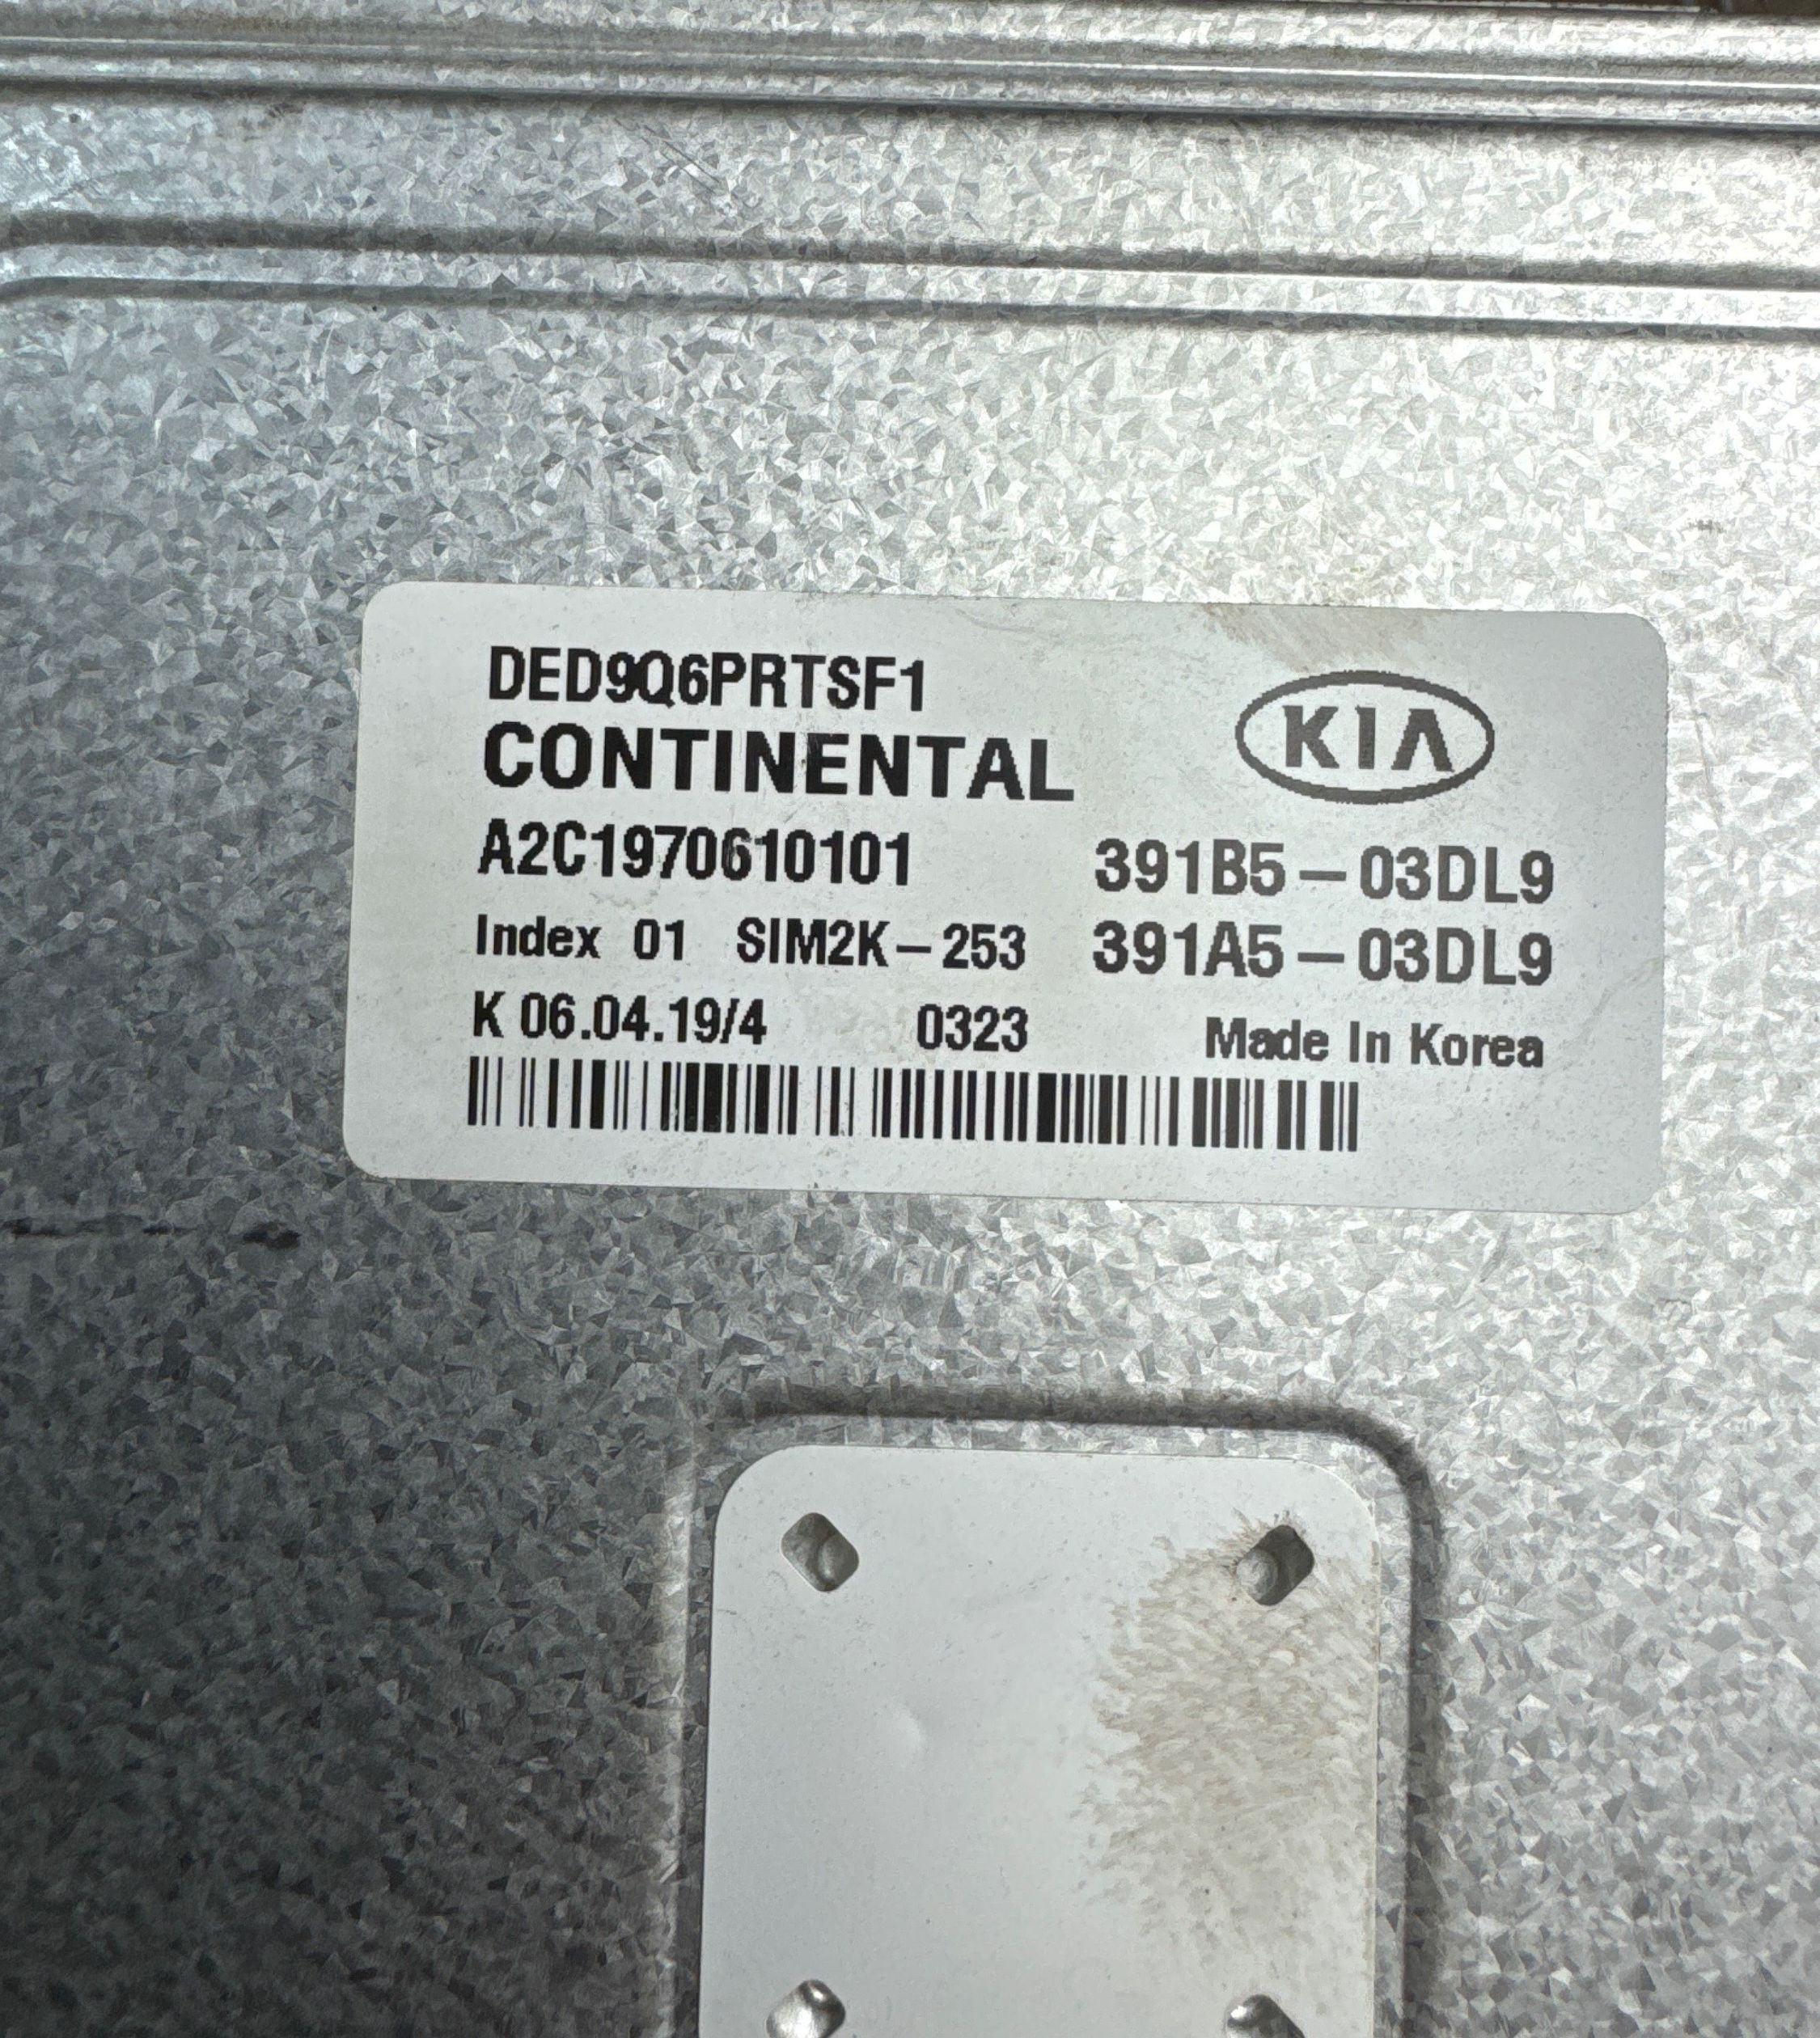 DED9Q6PRTSF1
CONTINENTAL
KIA
A2C1970610101 391B5-03DL9
Index 01 SIM2K-253 391A5-03DL9
K 06.04.19/4 0323 Made In Korea